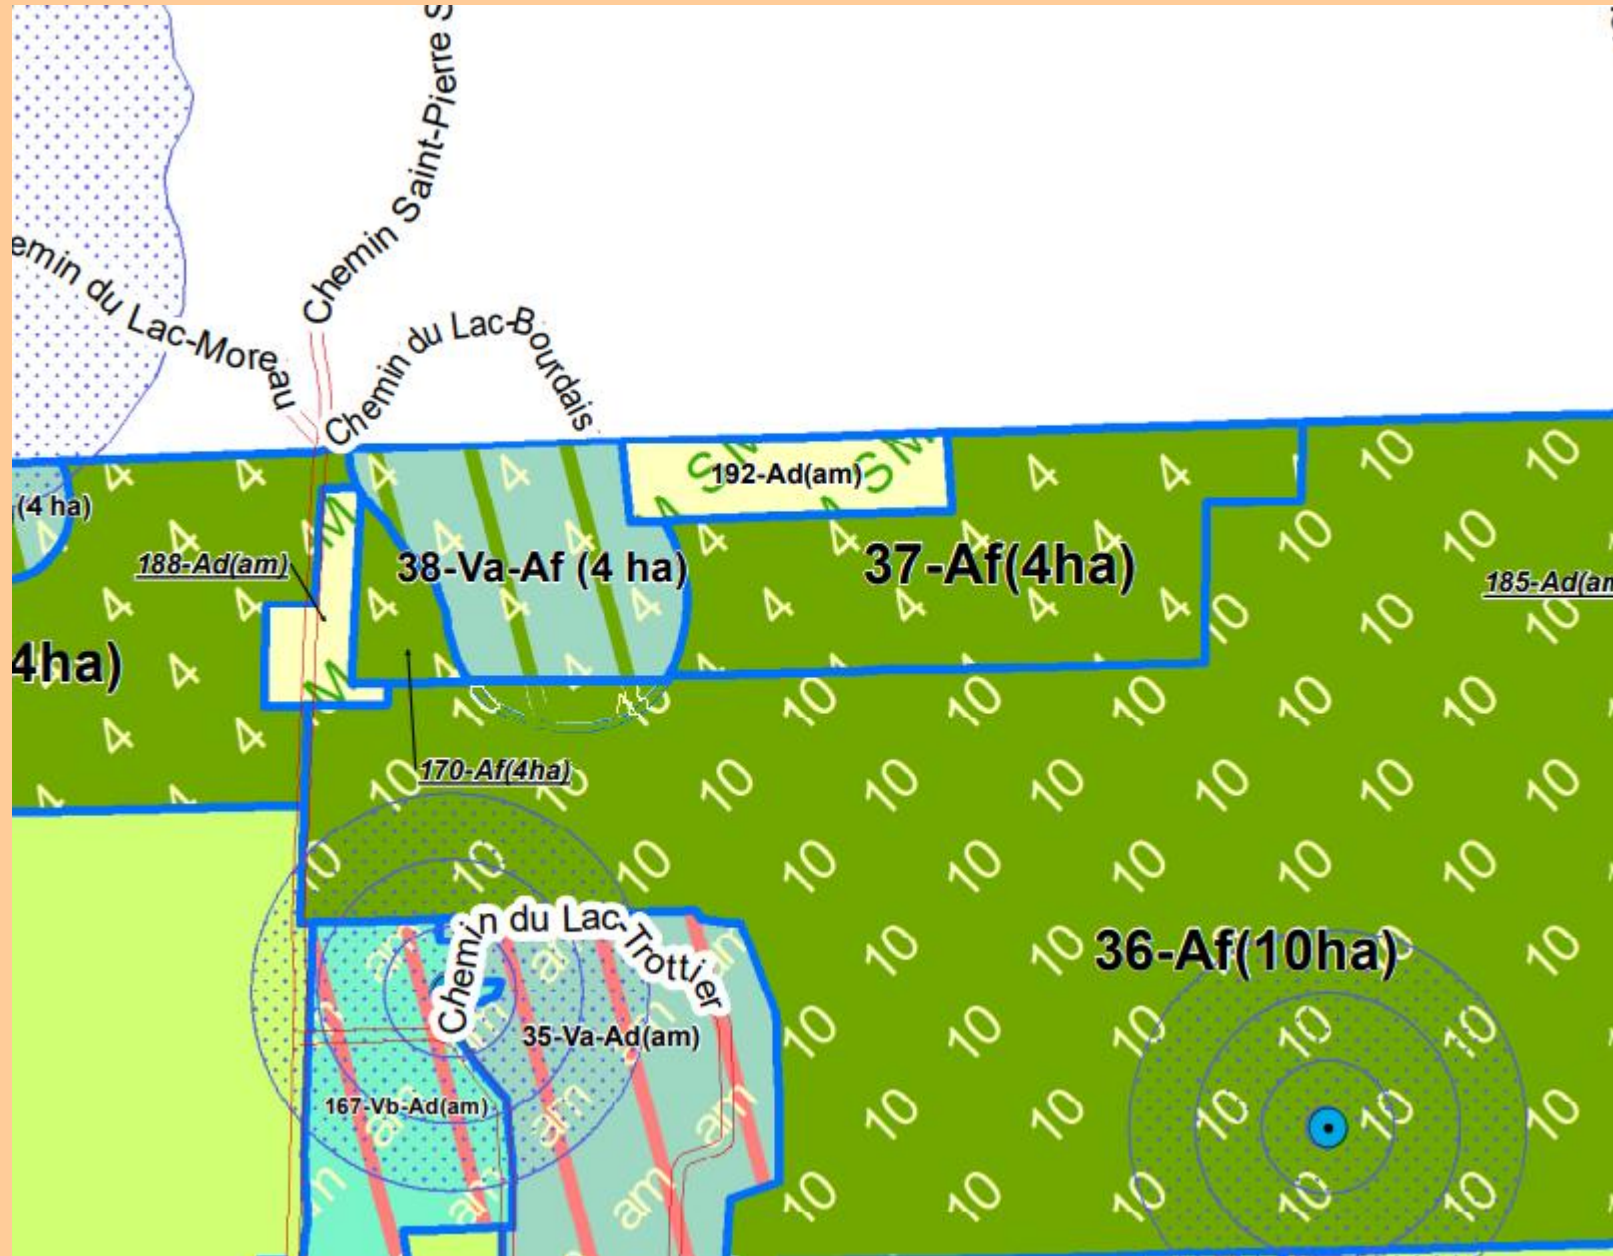 Chemin Saint-Pierre S
emin du Lac-Moreau
Chemin du Lac-Bourdais
192-Ad(am)
(4 ha)
188-Ad(am)
38-Va-Af (4 ha)
37-Af(4ha)
185-Ad(am
4ha)
170-Af(4ha)
Chemin du Lac-Trottier
36-Af(10ha)
35-Va-Ad(am)
167-Vb-Ad(am)